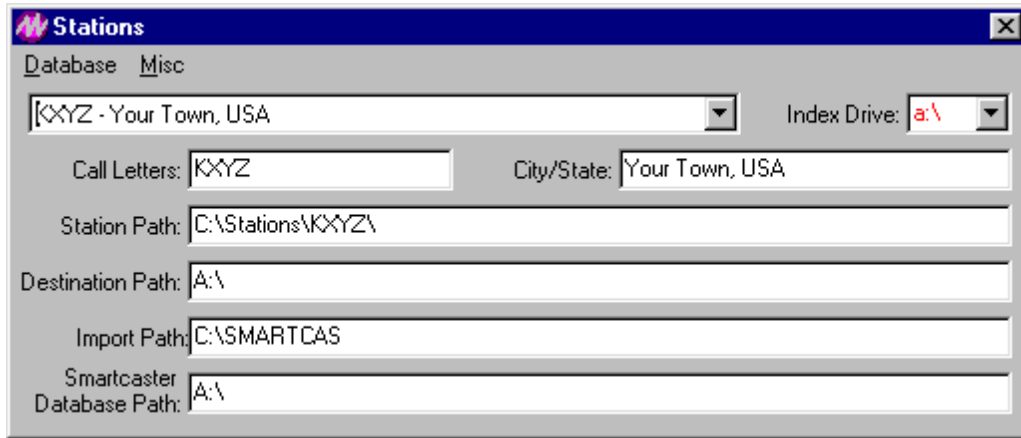 Stations
Database Misc
KXYZ - Your Town, USA Index Drive: a:\
Call Letters: KXYZ City/State: Your Town, USA
Station Path: C:\Stations\KXYZ\
Destination Path: A:\
Import Path: C:\SMARTCAS
Smartcaster
Database Path: A:\